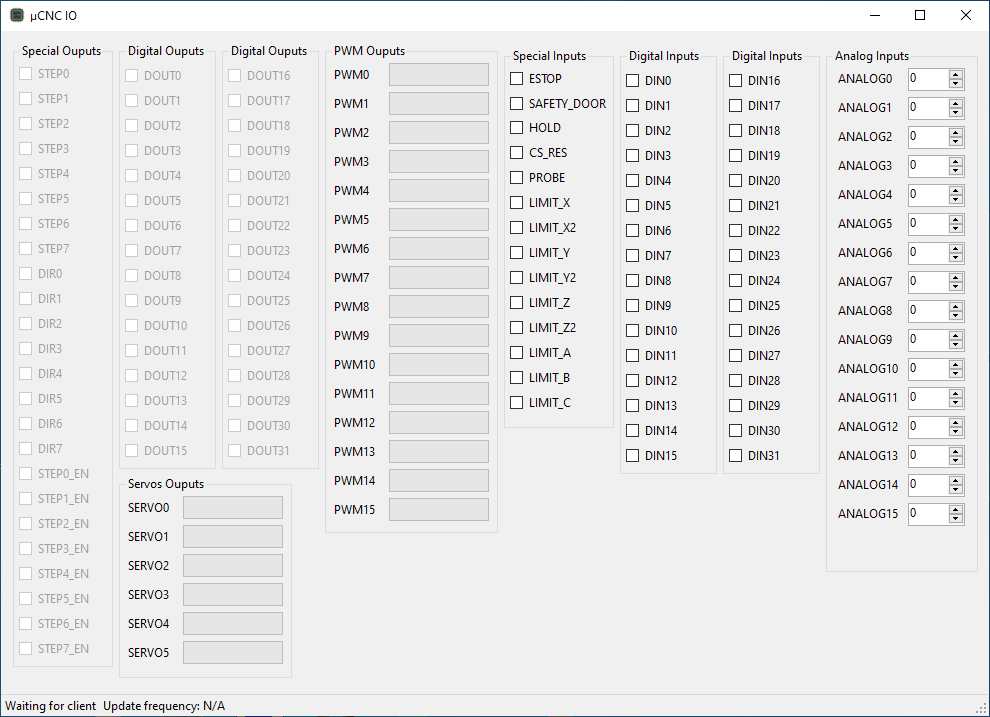 µCNC IO
Special Ouputs
STEP0
STEP1
STEP2
STEP3
STEP4
STEP5
STEP6
STEP7
DIR0
DIR1
DIR2
DIR3
DIR4
DIR5
DIR6
DIR7
STEP0_EN
STEP1_EN
STEP2_EN
STEP3_EN
STEP4_EN
STEP5_EN
STEP6_EN
STEP7_EN
Digital Ouputs
DOUT0
DOUT1
DOUT2
DOUT3
DOUT4
DOUT5
DOUT6
DOUT7
DOUT8
DOUT9
DOUT10
DOUT11
DOUT12
DOUT13
DOUT14
DOUT15
Digital Ouputs
DOUT16
DOUT17
DOUT18
DOUT19
DOUT20
DOUT21
DOUT22
DOUT23
DOUT24
DOUT25
DOUT26
DOUT27
DOUT28
DOUT29
DOUT30
DOUT31
Servos Ouputs
SERVO0
SERVO1
SERVO2
SERVO3
SERVO4
SERVO5
PWM Ouputs
PWM0
PWM1
PWM2
PWM3
PWM4
PWM5
PWM6
PWM7
PWM8
PWM9
PWM10
PWM11
PWM12
PWM13
PWM14
PWM15
Special Inputs
ESTOP
SAFETY_DOOR
HOLD
CS_RES
PROBE
LIMIT_X
LIMIT_X2
LIMIT_Y
LIMIT_Y2
LIMIT_Z
LIMIT_Z2
LIMIT_A
LIMIT_B
LIMIT_C
Digital Inputs
DIN0
DIN1
DIN2
DIN3
DIN4
DIN5
DIN6
DIN7
DIN8
DIN9
DIN10
DIN11
DIN12
DIN13
DIN14
DIN15
Digital Inputs
DIN16
DIN17
DIN18
DIN19
DIN20
DIN21
DIN22
DIN23
DIN24
DIN25
DIN26
DIN27
DIN28
DIN29
DIN30
DIN31
Analog Inputs
ANALOG0 0
ANALOG1 0
ANALOG2 0
ANALOG3 0
ANALOG4 0
ANALOG5 0
ANALOG6 0
ANALOG7 0
ANALOG8 0
ANALOG9 0
ANALOG10 0
ANALOG11 0
ANALOG12 0
ANALOG13 0
ANALOG14 0
ANALOG15 0
Waiting for client Update frequency: N/A